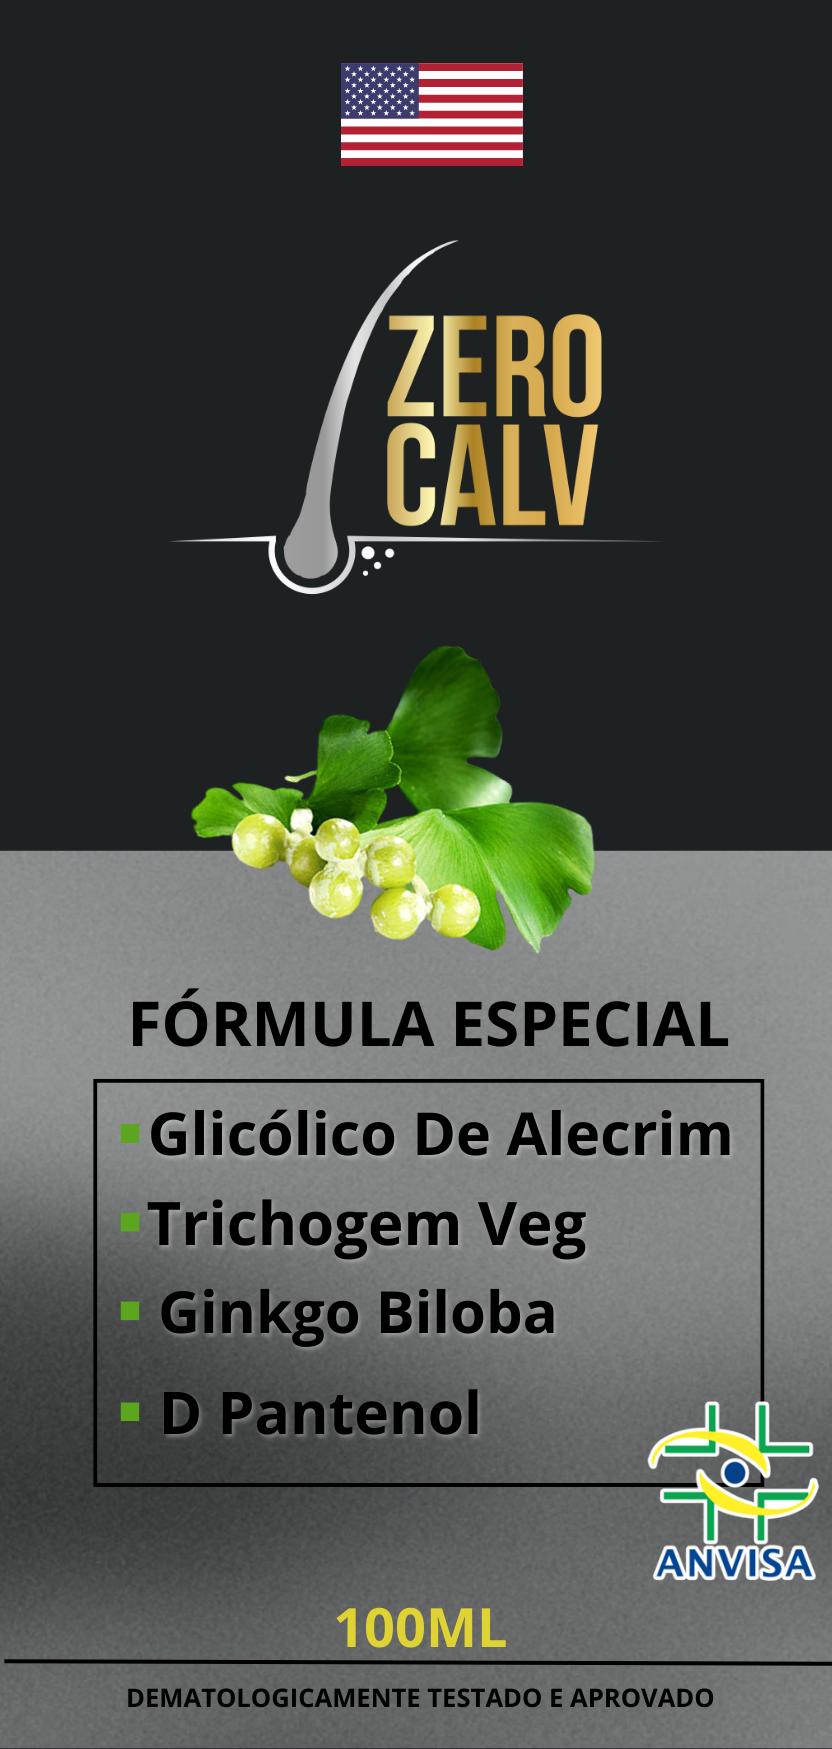 ZERO
CALV
FÓRMULA ESPECIAL
Glicólico De Alecrim
Trichogem Veg
Ginkgo Biloba
D Pantenol
ANVISA
100ML
DEMATOLOGICAMENTE TESTADO E APROVADO